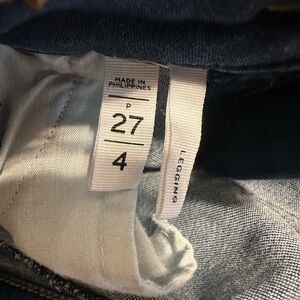 MADE IN
PHILIPPINES
P
27
4
LEGGING